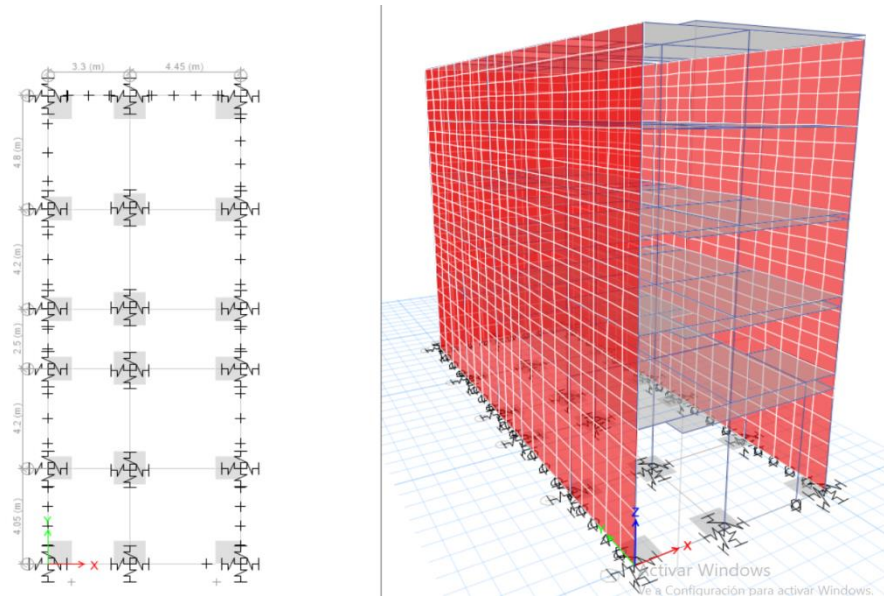 3.3 (m)
4.45 (m)
4.8 (m)
4.2 (m)
2.5 (m)
4.2 (m)
4.05 (m)
Y
X
Z
X
Activar Windows
Ve a Configuración para activar Windows.